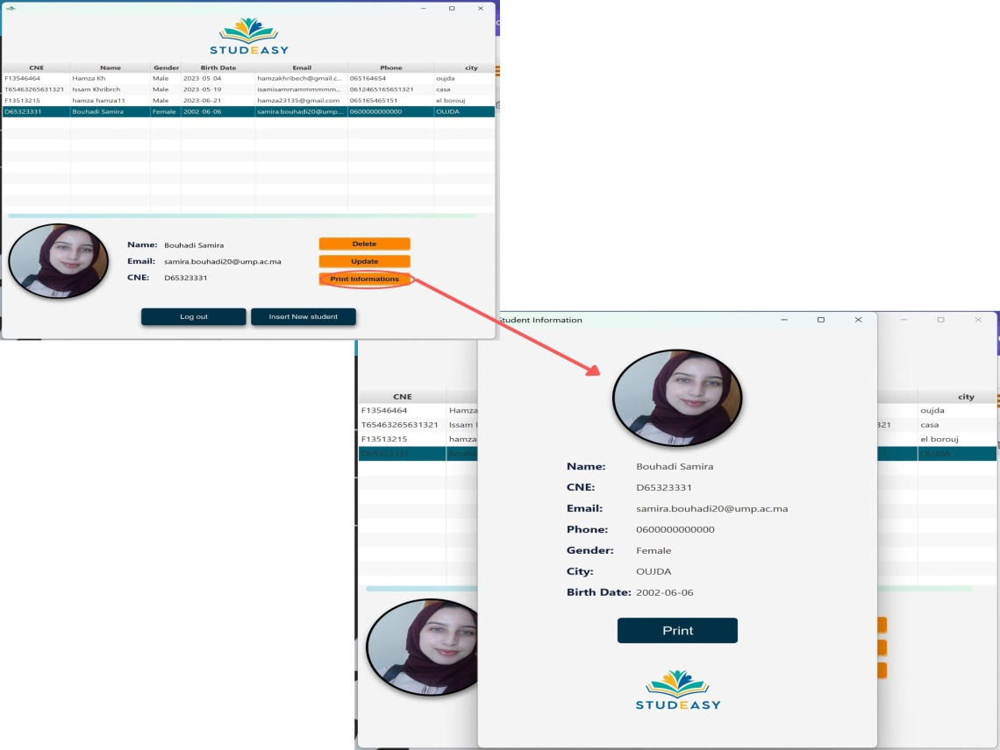 STUDEASY
CNE Name Gender Birth Date Email Phone city
F13546464 Hamza Kh Male 2023-05-04 hamzakhribech@gmail.c... 065164654 oujda
T65463265631321 Issam Khribrch Male 2023-05-19 isamisammammmmmm... 0612465165651321 casa
F13513215 hamza hamza11 Male 2023-06-21 hamza23135@gmail.com 065165465151 el borouj
D65323331 Bouhadi Samira Female 2002-06-06 samira.bouhadi20@ump... 0600000000000 OUJDA
Name: Bouhadi Samira
Email: samira.bouhadi20@ump.ac.ma
CNE: D65323331
Delete
Update
Print Informations
Log out Insert New student
Student Information
CNE city
F13546464 Hamza oujda
T65463265631321 Issam 321 casa
F13513215 hamza el borouj
D65323331 Bouha OUJDA
Name: Bouhadi Samira
CNE: D65323331
Email: samira.bouhadi20@ump.ac.ma
Phone: 0600000000000
Gender: Female
City: OUJDA
Birth Date: 2002-06-06
Print
STUDEASY